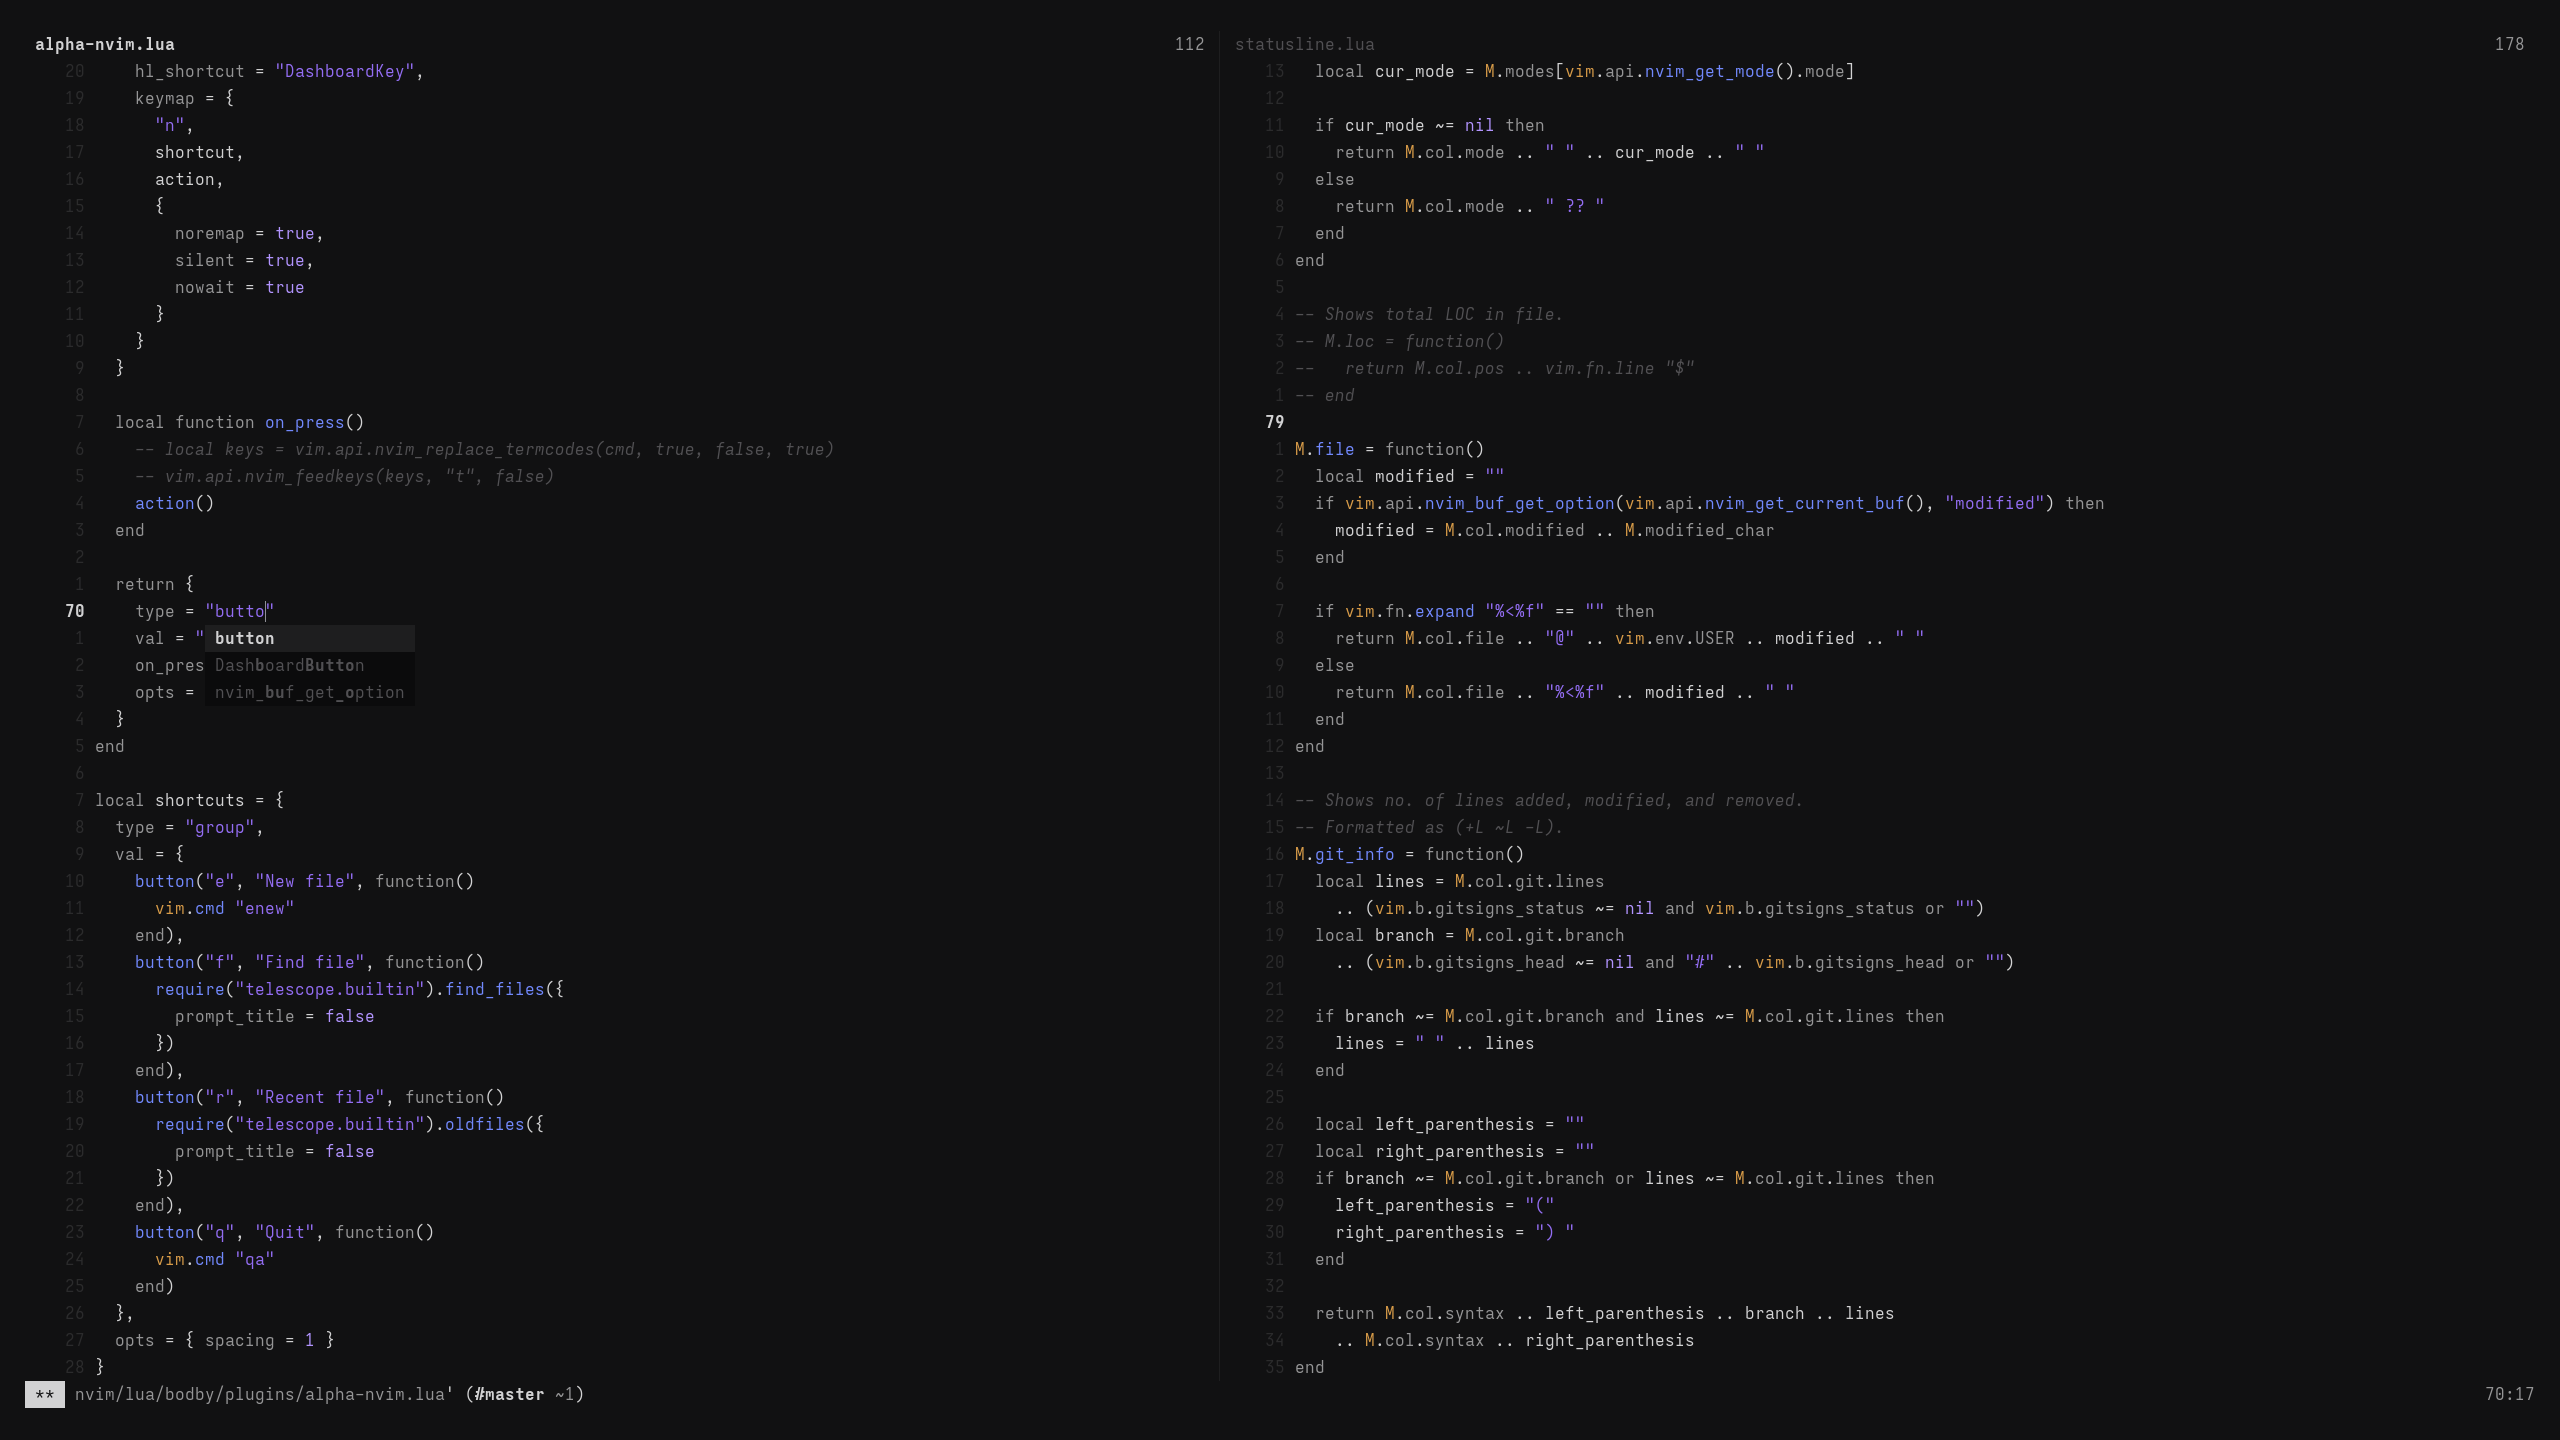 alpha-nvim.lua 112
20     hl_shortcut = "DashboardKey",
19     keymap = {
18       "n",
17       shortcut,
16       action,
15       {
14         noremap = true,
13         silent = true,
12         nowait = true
11       }
10     }
9   }
8
7   local function on_press()
6     -- local keys = vim.api.nvim_replace_termcodes(cmd, true, false, true)
5     -- vim.api.nvim_feedkeys(keys, "t", false)
4     action()
3   end
2
1   return {
70     type = "butto"
1     val = " button
2     on_pres DashboardButton
3     opts = nvim_buf_get_option
4   }
5 end
6
7 local shortcuts = {
8   type = "group",
9   val = {
10     button("e", "New file", function()
11       vim.cmd "enew"
12     end),
13     button("f", "Find file", function()
14       require("telescope.builtin").find_files({
15         prompt_title = false
16       })
17     end),
18     button("r", "Recent file", function()
19       require("telescope.builtin").oldfiles({
20         prompt_title = false
21       })
22     end),
23     button("q", "Quit", function()
24       vim.cmd "qa"
25     end)
26   },
27   opts = { spacing = 1 }
28 }
statusline.lua 178
13   local cur_mode = M.modes[vim.api.nvim_get_mode().mode]
12
11   if cur_mode ~= nil then
10     return M.col.mode .. " " .. cur_mode .. " "
9   else
8     return M.col.mode .. " ?? "
7   end
6 end
5
4 -- Shows total LOC in file.
3 -- M.loc = function()
2 --   return M.col.pos .. vim.fn.line "$"
1 -- end
79
1 M.file = function()
2   local modified = ""
3   if vim.api.nvim_buf_get_option(vim.api.nvim_get_current_buf(), "modified") then
4     modified = M.col.modified .. M.modified_char
5   end
6
7   if vim.fn.expand "%<%f" == "" then
8     return M.col.file .. "@" .. vim.env.USER .. modified .. " "
9   else
10     return M.col.file .. "%<%f" .. modified .. " "
11   end
12 end
13
14 -- Shows no. of lines added, modified, and removed.
15 -- Formatted as (+L ~L -L).
16 M.git_info = function()
17   local lines = M.col.git.lines
18     .. (vim.b.gitsigns_status ~= nil and vim.b.gitsigns_status or "")
19   local branch = M.col.git.branch
20     .. (vim.b.gitsigns_head ~= nil and "#" .. vim.b.gitsigns_head or "")
21
22   if branch ~= M.col.git.branch and lines ~= M.col.git.lines then
23     lines = " " .. lines
24   end
25
26   local left_parenthesis = ""
27   local right_parenthesis = ""
28   if branch ~= M.col.git.branch or lines ~= M.col.git.lines then
29     left_parenthesis = "("
30     right_parenthesis = ") "
31   end
32
33   return M.col.syntax .. left_parenthesis .. branch .. lines
34     .. M.col.syntax .. right_parenthesis
35 end
** nvim/lua/bodby/plugins/alpha-nvim.lua' (#master ~1) 70:17